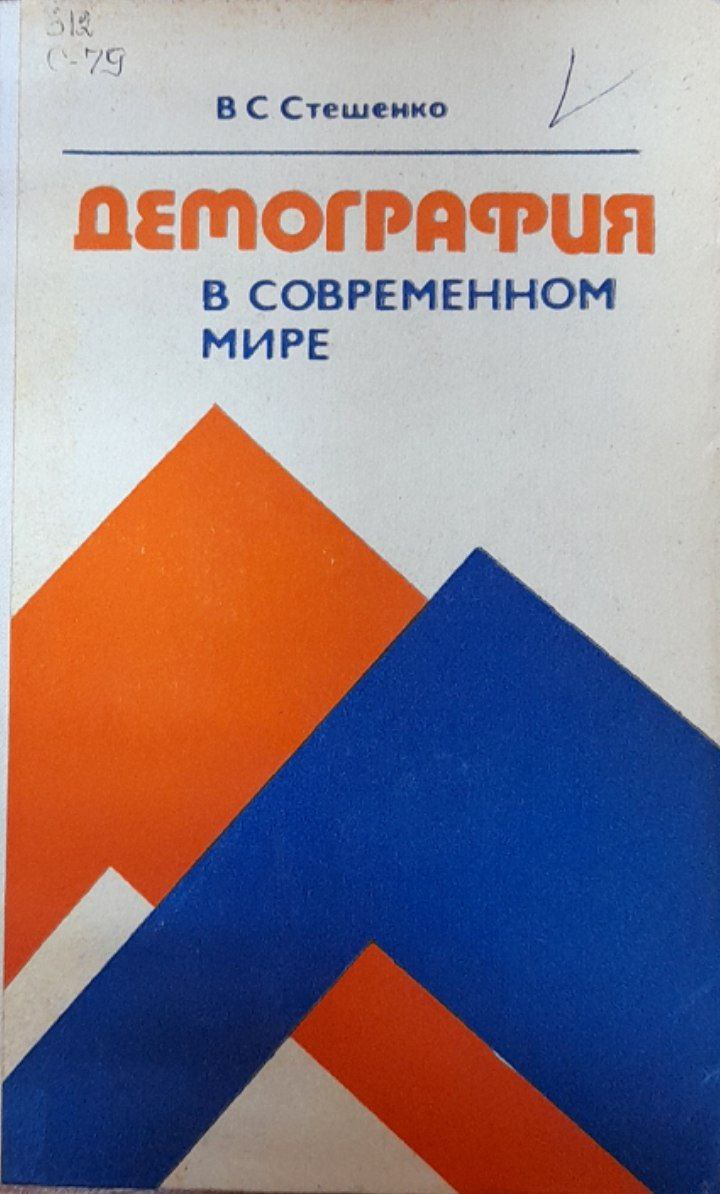 312
С-79
В С Стешенко
ДЕМОГРАФИЯ
В СОВРЕМЕННОМ
МИРЕ